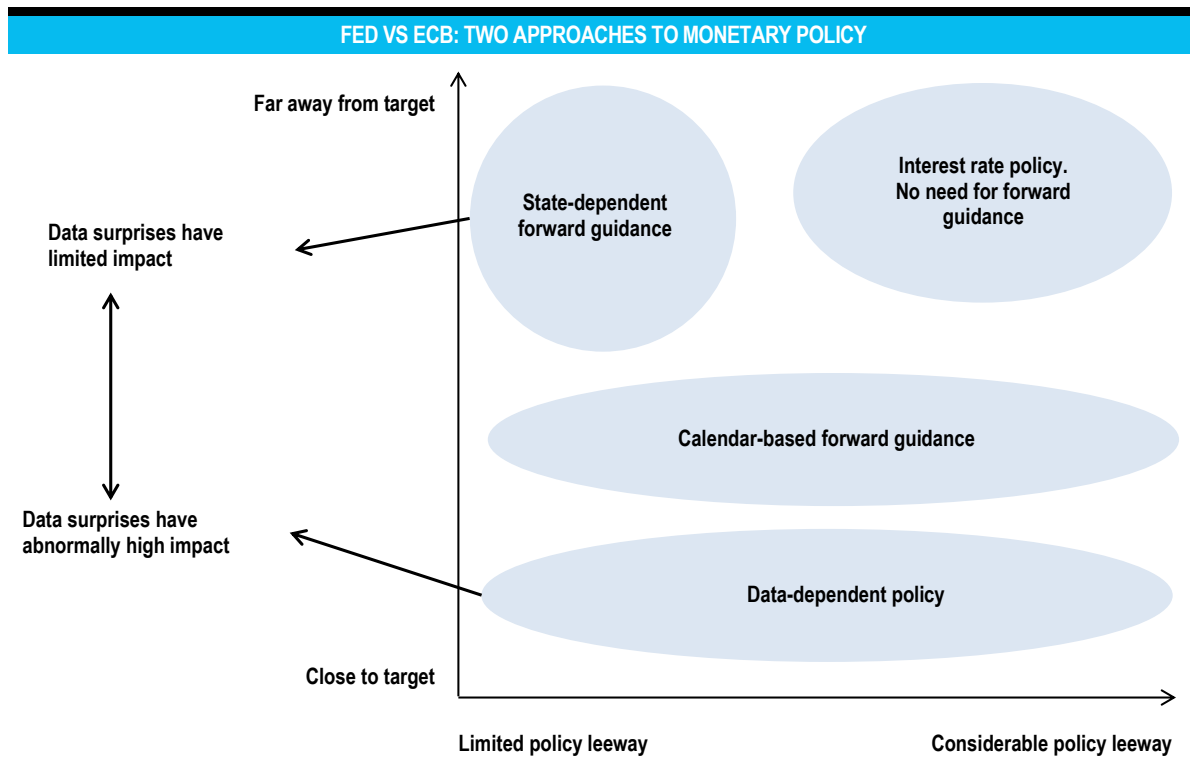 FED VS ECB: TWO APPROACHES TO MONETARY POLICY
Far away from target
Interest rate policy.
No need for forward
guidance
State-dependent
forward guidance
Data surprises have
limited impact
Calendar-based forward guidance
Data surprises have
abnormally high impact
Data-dependent policy
Close to target
Limited policy leeway
Considerable policy leeway